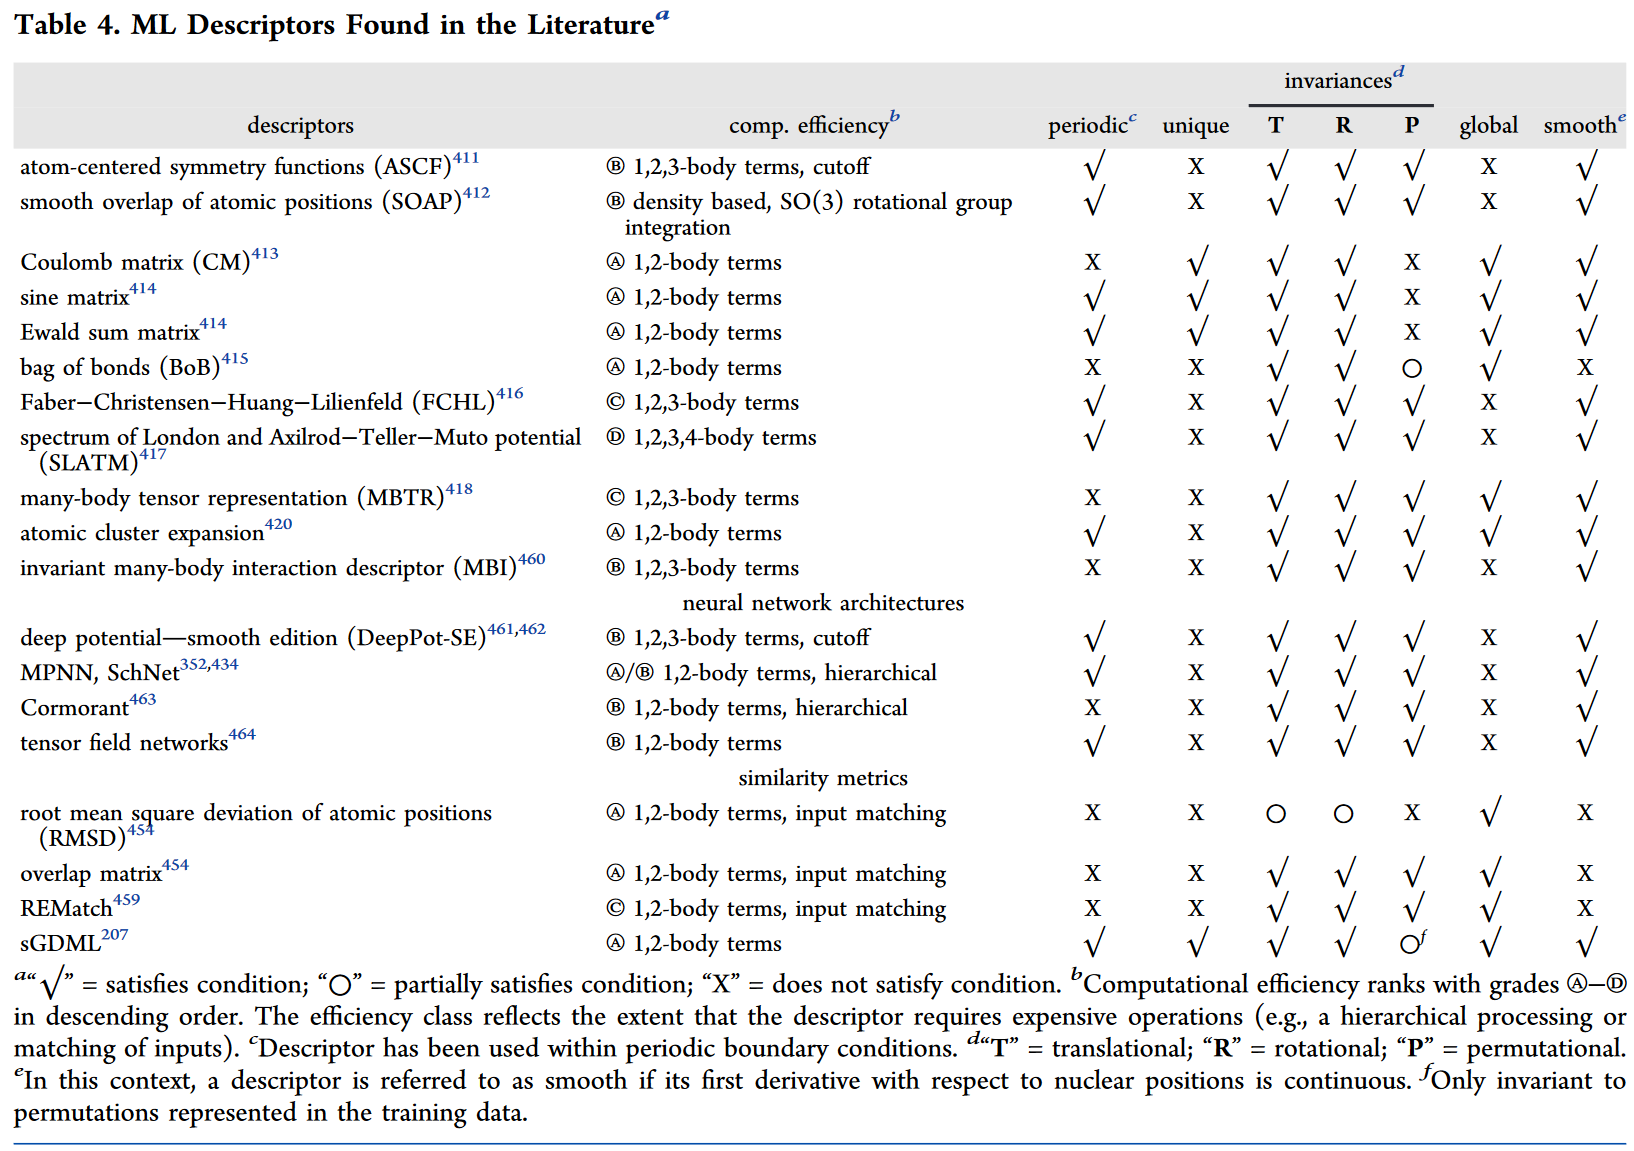 Table 4. ML Descriptors Found in the Literature^a
invariances^d
descriptors comp. efficiency^b periodic^c unique T R P global smooth^e
atom-centered symmetry functions (ASCF)^411 Ⓑ 1,2,3-body terms, cutoff √ X √ √ √ X √
smooth overlap of atomic positions (SOAP)^412 Ⓑ density based, SO(3) rotational group √ X √ √ √ X √
integration
Coulomb matrix (CM)^413 Ⓐ 1,2-body terms X √ √ √ X √ √
sine matrix^414 Ⓐ 1,2-body terms √ √ √ √ X √ √
Ewald sum matrix^414 Ⓐ 1,2-body terms √ √ √ √ X √ √
bag of bonds (BoB)^415 Ⓐ 1,2-body terms X X √ √ ○ √ X
Faber−Christensen−Huang−Lilienfeld (FCHL)^416 Ⓒ 1,2,3-body terms √ X √ √ √ X √
spectrum of London and Axilrod−Teller−Muto potential Ⓓ 1,2,3,4-body terms √ X √ √ √ X √
(SLATM)^417
many-body tensor representation (MBTR)^418 Ⓒ 1,2,3-body terms X X √ √ √ √ √
atomic cluster expansion^420 Ⓐ 1,2-body terms √ X √ √ √ √ √
invariant many-body interaction descriptor (MBI)^460 Ⓑ 1,2,3-body terms X X √ √ √ X √
neural network architectures
deep potential—smooth edition (DeepPot-SE)^461,462 Ⓑ 1,2,3-body terms, cutoff √ X √ √ √ X √
MPNN, SchNet^352,434 Ⓐ/Ⓑ 1,2-body terms, hierarchical √ X √ √ √ X √
Cormorant^463 Ⓑ 1,2-body terms, hierarchical X X √ √ √ X √
tensor field networks^464 Ⓑ 1,2-body terms √ X √ √ √ X √
similarity metrics
root mean square deviation of atomic positions Ⓐ 1,2-body terms, input matching X X ○ ○ X √ X
(RMSD)^454
overlap matrix^454 Ⓐ 1,2-body terms, input matching X X √ √ √ √ X
REMatch^459 Ⓒ 1,2-body terms, input matching X X √ √ √ √ X
sGDML^207 Ⓐ 1,2-body terms √ √ √ √ ○^f √ √
^a“√” = satisfies condition; “○” = partially satisfies condition; “X” = does not satisfy condition. ^bComputational efficiency ranks with grades Ⓐ−Ⓓ
in descending order. The efficiency class reflects the extent that the descriptor requires expensive operations (e.g., a hierarchical processing or
matching of inputs). ^cDescriptor has been used within periodic boundary conditions. ^d“T” = translational; “R” = rotational; “P” = permutational.
^eIn this context, a descriptor is referred to as smooth if its first derivative with respect to nuclear positions is continuous. ^fOnly invariant to
permutations represented in the training data.